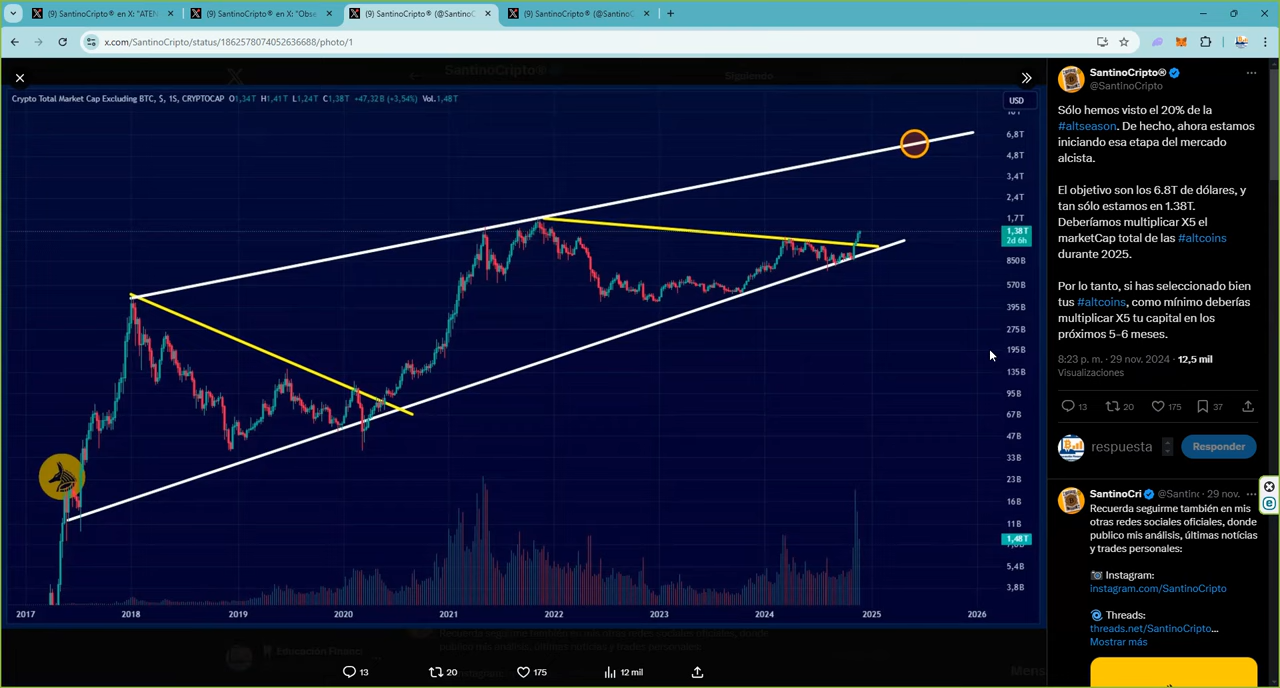 (9) SantinoCripto® en X: "ATEN
(9) SantinoCripto® en X: "Obse
(9) SantinoCripto® (@SantinoC
(9) SantinoCripto® (@SantinoC
x.com/SantinoCripto/status/1862578074052636688/photo/1
SantinoCripto®
Siguiendo
Crypto Total Market Cap Excluding BTC, $, 1S, CRYPTOCAP O1,34T H1,41T L1,24T C1,38T +47,32B (+3,54%) Vol.1,48T
USD
10T
6,8T
4,8T
3,4T
2,4T
1,7T
1,38T
2d 6h
850B
570B
395B
275B
195B
135B
95B
67B
47B
33B
23B
16B
11B
1,48T
5,4B
3,8B
2017
2018
2019
2020
2021
2022
2023
2024
2025
2026
Educación Financ
13
20
175
12 mil
SantinoCripto®
@SantinoCripto
Sólo hemos visto el 20% de la
#altseason. De hecho, ahora estamos
iniciando esa etapa del mercado
alcista.
El objetivo son los 6.8T de dólares, y
tan sólo estamos en 1.38T.
Deberíamos multiplicar X5 el
marketCap total de las #altcoins
durante 2025.
Por lo tanto, si has seleccionado bien
tus #altcoins, como mínimo deberías
multiplicar X5 tu capital en los
próximos 5-6 meses.
8:23 p. m. · 29 nov. 2024 · 12,5 mil
Visualizaciones
13
20
175
37
respuesta
Responder
SantinoCri @Santin · 29 nov.
Recuerda seguirme también en mis
otras redes sociales oficiales, donde
publico mis análisis, últimas notícias
y trades personales:
Instagram:
instagram.com/SantinoCripto
Threads:
threads.net/SantinoCripto...
Mostrar más